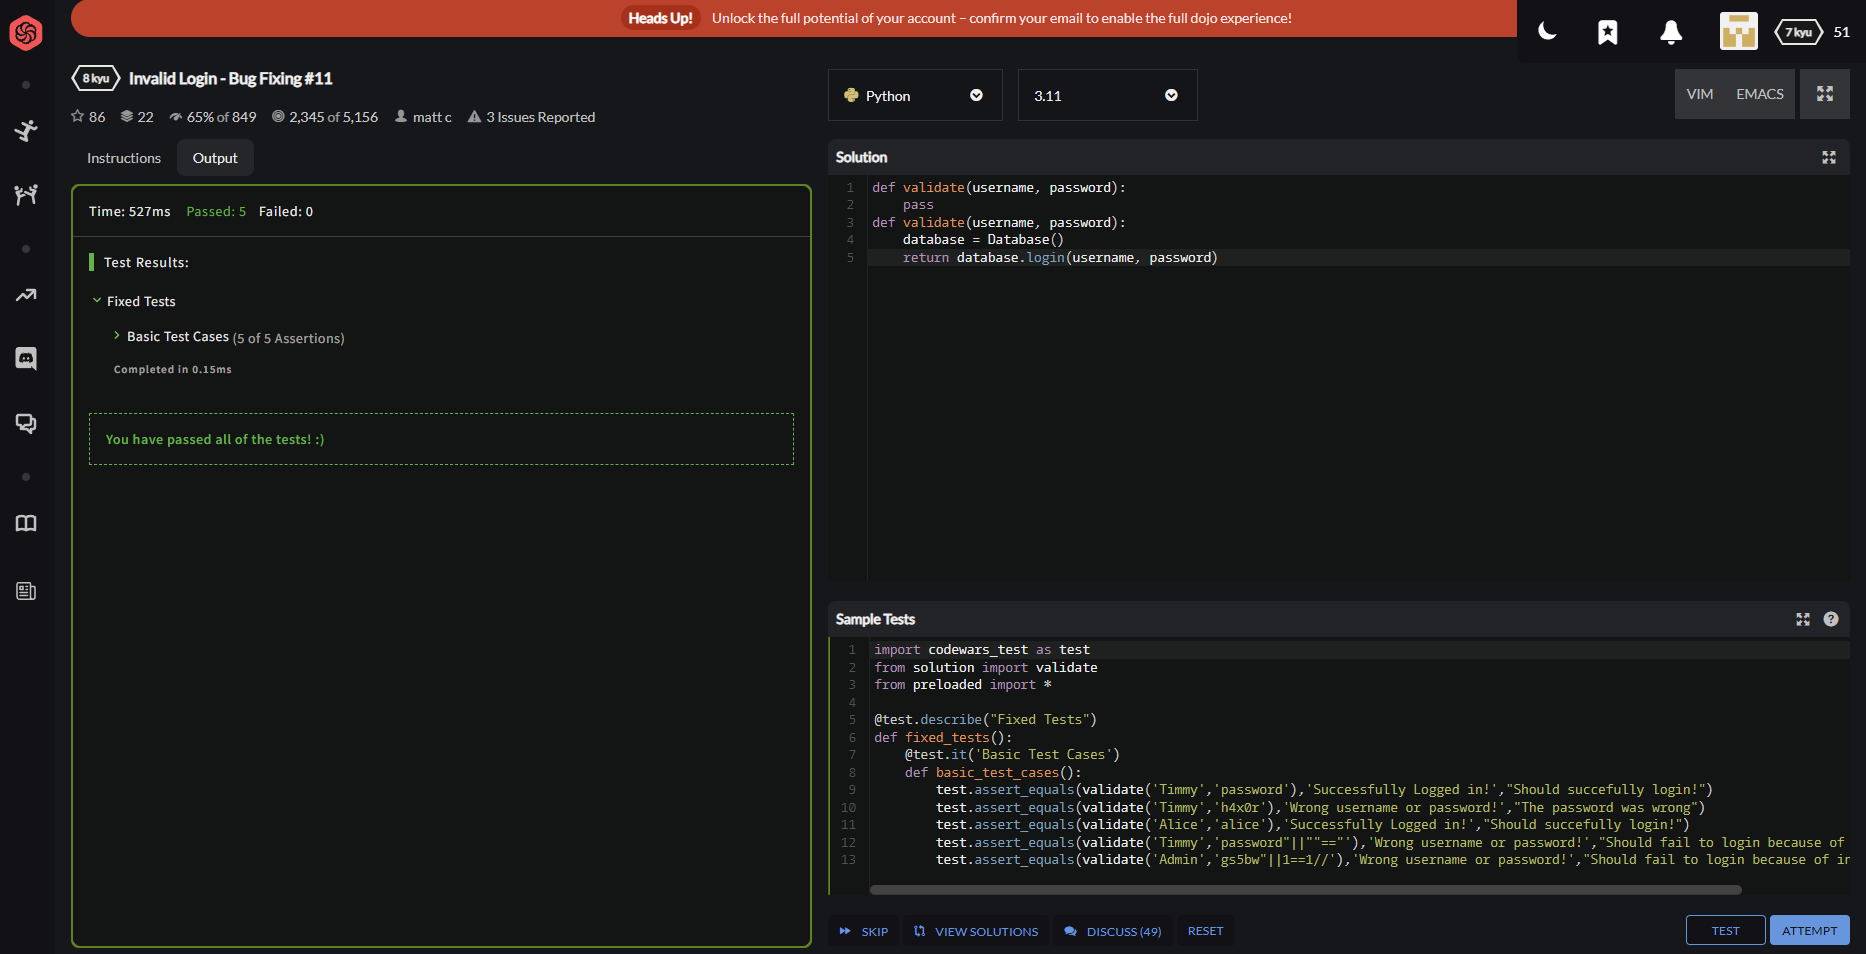 Heads Up! Unlock the full potential of your account – confirm your email to enable the full dojo experience!
7 kyu 51
8 kyu Invalid Login - Bug Fixing #11
86 22 65% of 849 2,345 of 5,156 matt c 3 Issues Reported
Instructions Output
Time: 527ms Passed: 5 Failed: 0
Test Results:
Fixed Tests
Basic Test Cases (5 of 5 Assertions)
Completed in 0.15ms
You have passed all of the tests! :)
Python 3.11 VIM EMACS
Solution
1 def validate(username, password):
2 pass
3 def validate(username, password):
4 database = Database()
5 return database.login(username, password)
Sample Tests ?
1 import codewars_test as test
2 from solution import validate
3 from preloaded import *
4
5 @test.describe("Fixed Tests")
6 def fixed_tests():
7 @test.it('Basic Test Cases')
8 def basic_test_cases():
9 test.assert_equals(validate('Timmy','password'),'Successfully Logged in!',"Should succefully login!")
10 test.assert_equals(validate('Timmy','h4x0r'),'Wrong username or password!',"The password was wrong")
11 test.assert_equals(validate('Alice','alice'),'Successfully Logged in!',"Should succefully login!")
12 test.assert_equals(validate('Timmy','password"||""=="'),'Wrong username or password!',"Should fail to login because of
13 test.assert_equals(validate('Admin','gs5bw"||1==1//'),'Wrong username or password!',"Should fail to login because of in
SKIP VIEW SOLUTIONS DISCUSS (49) RESET TEST ATTEMPT